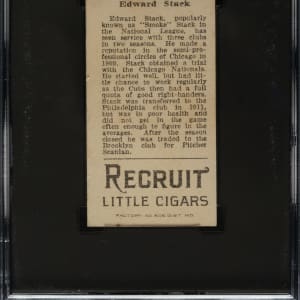 Edward Stack
Edward Stack, popularly
known as "Smoke" Stack in
the National League, has
seen service with three clubs
in two seasons. He made a
reputation in the semi-pro-
fessional circles of Chicago in
1909. Stack obtained a trial
with the Chicago Nationals.
He started well, but had lit-
tle chance to work regularly
as the Cubs then had a full
quota of good right-handers.
Stack was transferred to the
Philadelphia club in 1911,
but was in poor health and
did not get in the game
often enough to figure in the
averages. After the season
closed he was traded to the
Brooklyn club for Pitcher
Scanlan.
RECRUIT
LITTLE CIGARS
FACTORY NO. DIST. MD.